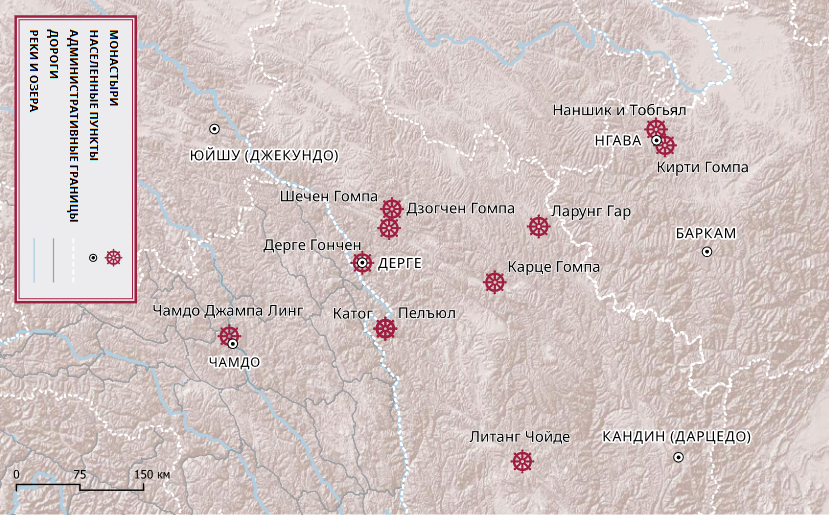 МОНАСТЫРИ
НАСЕЛЕННЫЕ ПУНКТЫ
АДМИНИСТРАТИВНЫЕ ГРАНИЦЫ
ДОРОГИ
РЕКИ И ОЗЕРА
Наншик и Тобгьял
НГАВА
ЮЙШУ (ДЖЕКУНДО)
Кирти Гомпа
Шечен Гомпа
Дзогчен Гомпа
Ларунг Гар
БАРКАМ
Дерге Гончен
ДЕРГЕ
Карце Гомпа
Чамдо Джампа Линг
Катог
Пелъюл
ЧАМДО
Литанг Чойде
КАНДИН (ДАРЦЕДО)
0 75 150 км